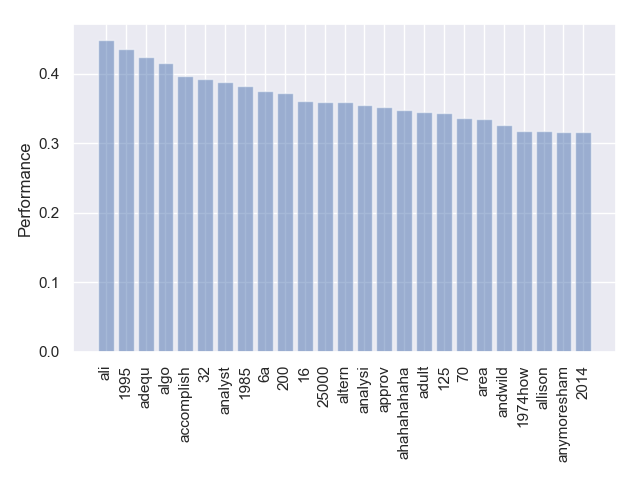 Performance
0.4
0.3
0.2
0.1
0.0
ali
1995
adequ
algo
accomplish
32
analyst
1985
6a
200
16
25000
altern
analysi
approv
ahahahahaha
adult
125
70
area
andwild
1974how
allison
anymoresham
2014